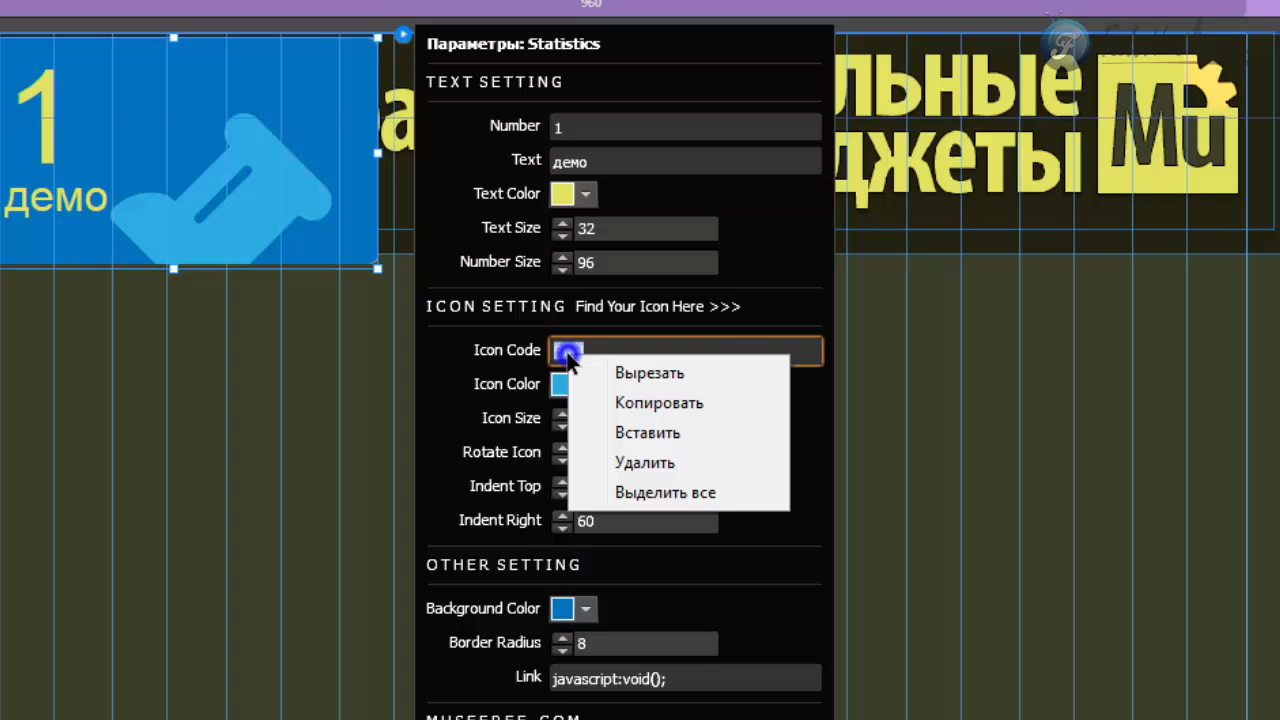 960
Параметры: Statistics
TEXT SETTING
Number 1
Text демо
Text Color
Text Size 32
Number Size 96
ICON SETTING Find Your Icon Here >>>
Icon Code
Icon Color
Icon Size
Rotate Icon
Indent Top
Indent Right 60
Вырезать
Копировать
Вставить
Удалить
Выделить все
OTHER SETTING
Background Color
Border Radius 8
Link javascript:void();
MUSEFREE.COM
1
демо
льные
джеты
Mu